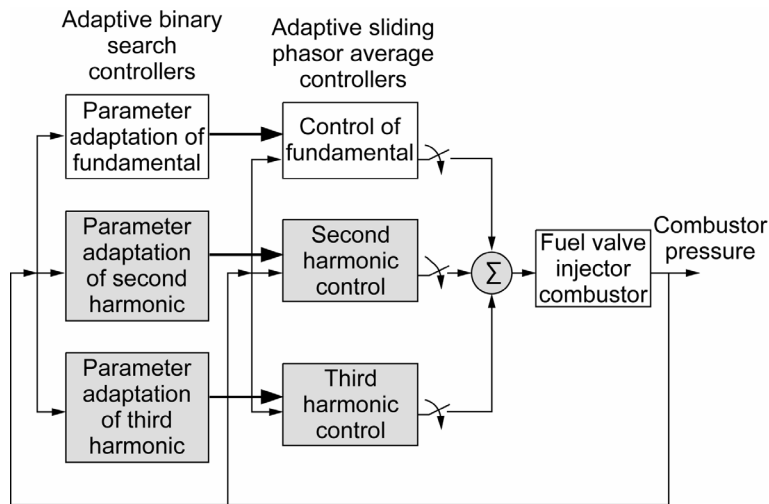 Adaptive binary
search
controllers
Adaptive sliding
phasor average
controllers
Parameter
adaptation of
fundamental
Control of
fundamental
Parameter
adaptation
of second
harmonic
Second
harmonic
control
Σ
Fuel valve
injector
combustor
Combustor
pressure
Parameter
adaptation
of third
harmonic
Third
harmonic
control